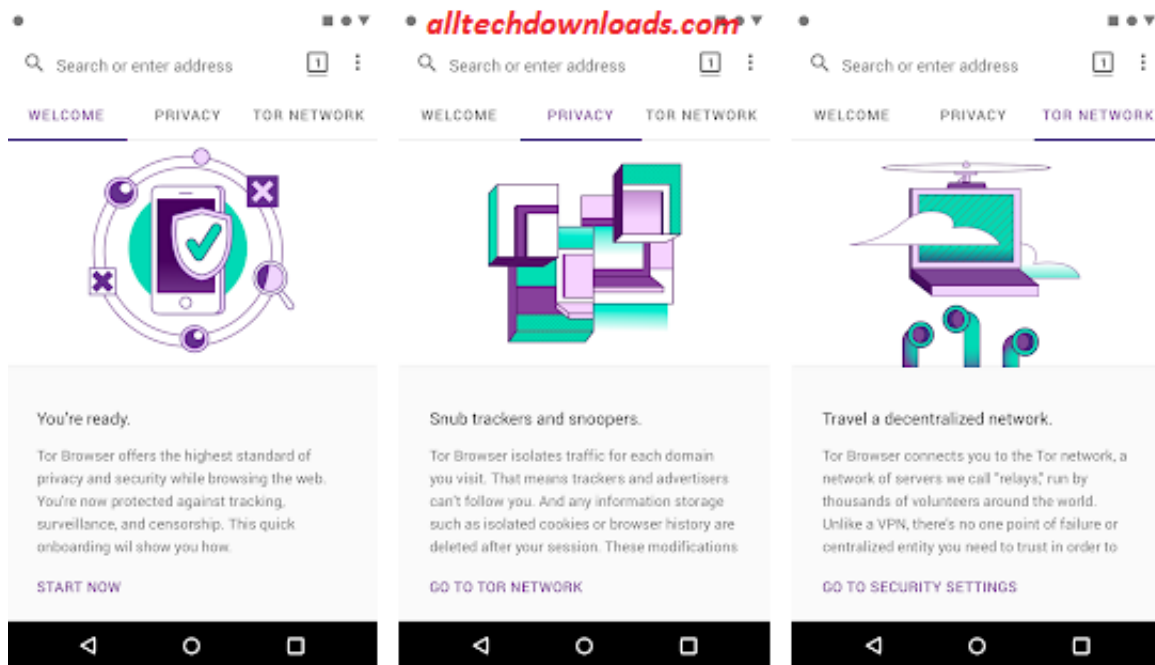 alltechdownloads.com
Search or enter address
1
WELCOME PRIVACY TOR NETWORK
You're ready.
Tor Browser offers the highest standard of
privacy and security while browsing the web.
You're now protected against tracking,
surveillance, and censorship. This quick
onboarding wil show you how.
START NOW
Search or enter address
1
WELCOME PRIVACY TOR NETWORK
Snub trackers and snoopers.
Tor Browser isolates traffic for each domain
you visit. That means trackers and advertisers
can't follow you. And any information storage
such as isolated cookies or browser history are
deleted after your session. These modifications
GO TO TOR NETWORK
Search or enter address
1
WELCOME PRIVACY TOR NETWORK
Travel a decentralized network.
Tor Browser connects you to the Tor network, a
network of servers we call "relays," run by
thousands of volunteers around the world.
Unlike a VPN, there's no one point of failure or
centralized entity you need to trust in order to
GO TO SECURITY SETTINGS